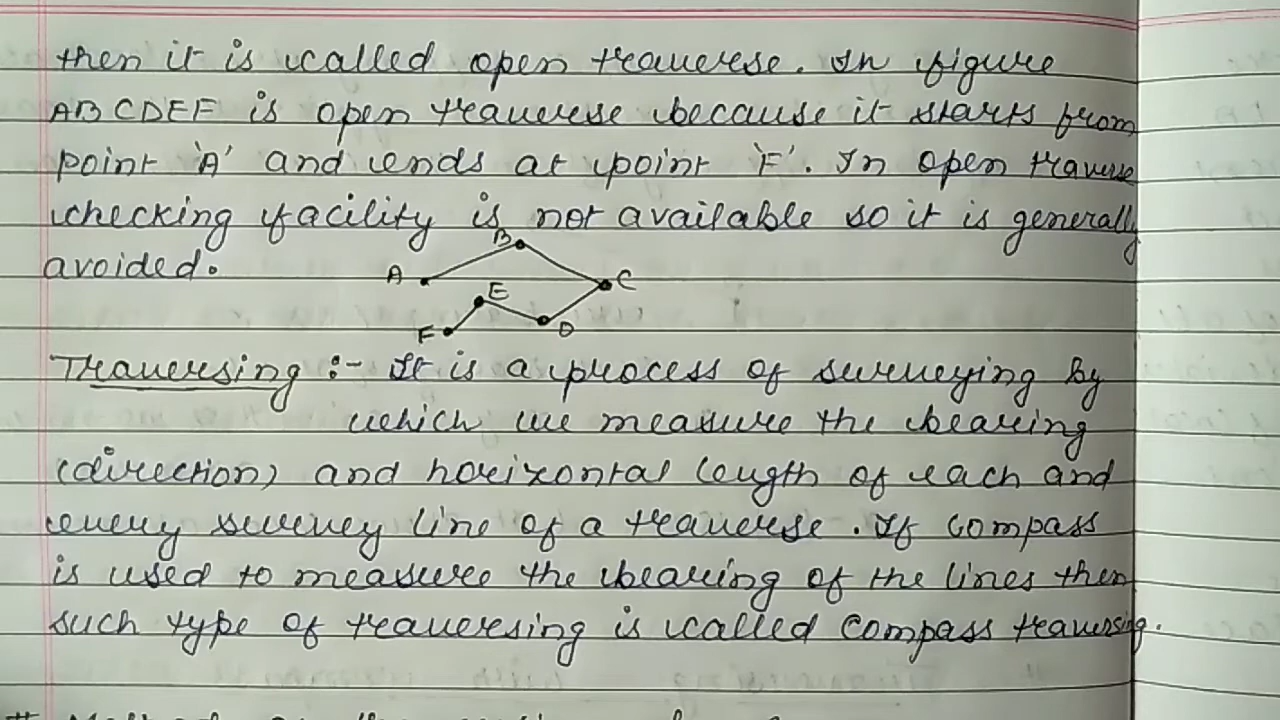 then it is called open traverse. In figure
ABCDEF is open traverse because it starts from
point 'A' and ends at point 'F'. In open traverse
checking facility is not available so it is generally
avoided.
A B C
E
F D
Traversing :- It is a process of surveying by
which we measure the bearing
(direction) and horizontal length of each and
every survey line of a traverse. If compass
is used to measure the bearing of the lines then
such type of traversing is called compass traversing.